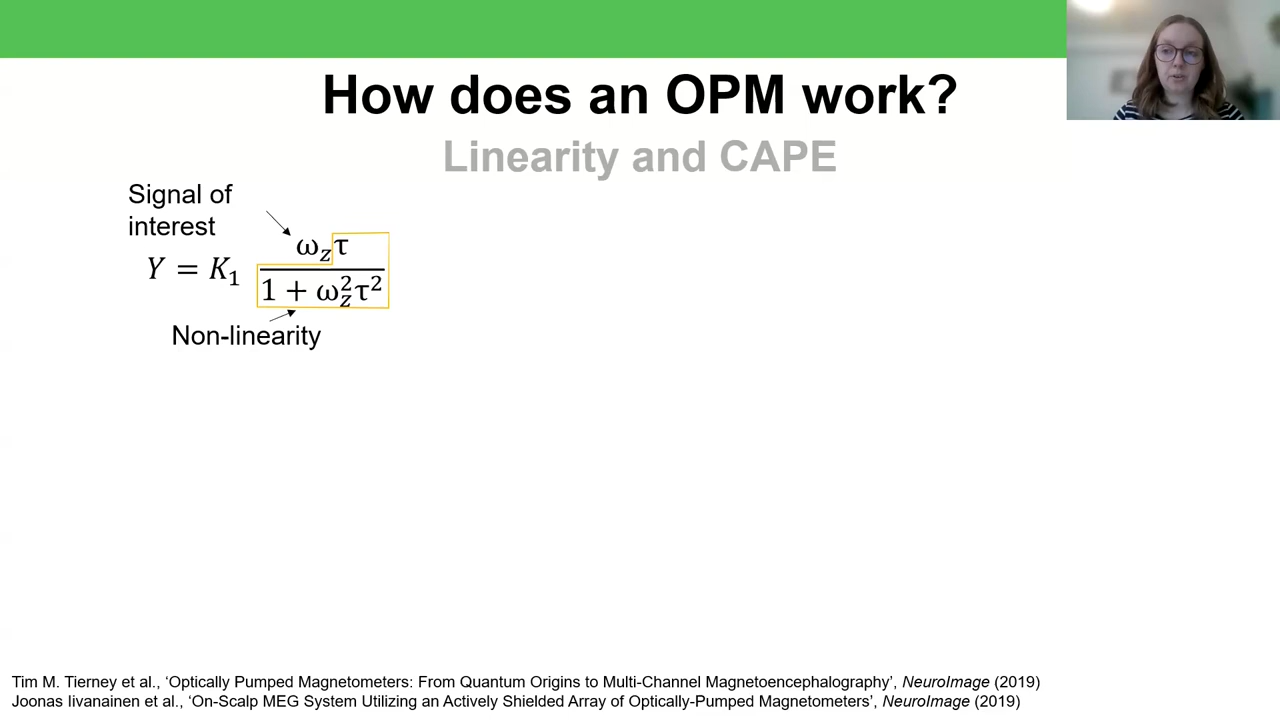 How does an OPM work?
Linearity and CAPE
Signal of
interest
Y = K₁ ω_zτ / (1 + ω_z²τ²)
Non-linearity
Tim M. Tierney et al., ‘Optically Pumped Magnetometers: From Quantum Origins to Multi-Channel Magnetoencephalography’, NeuroImage (2019)
Joonas Iivanainen et al., ‘On-Scalp MEG System Utilizing an Actively Shielded Array of Optically-Pumped Magnetometers’, NeuroImage (2019)